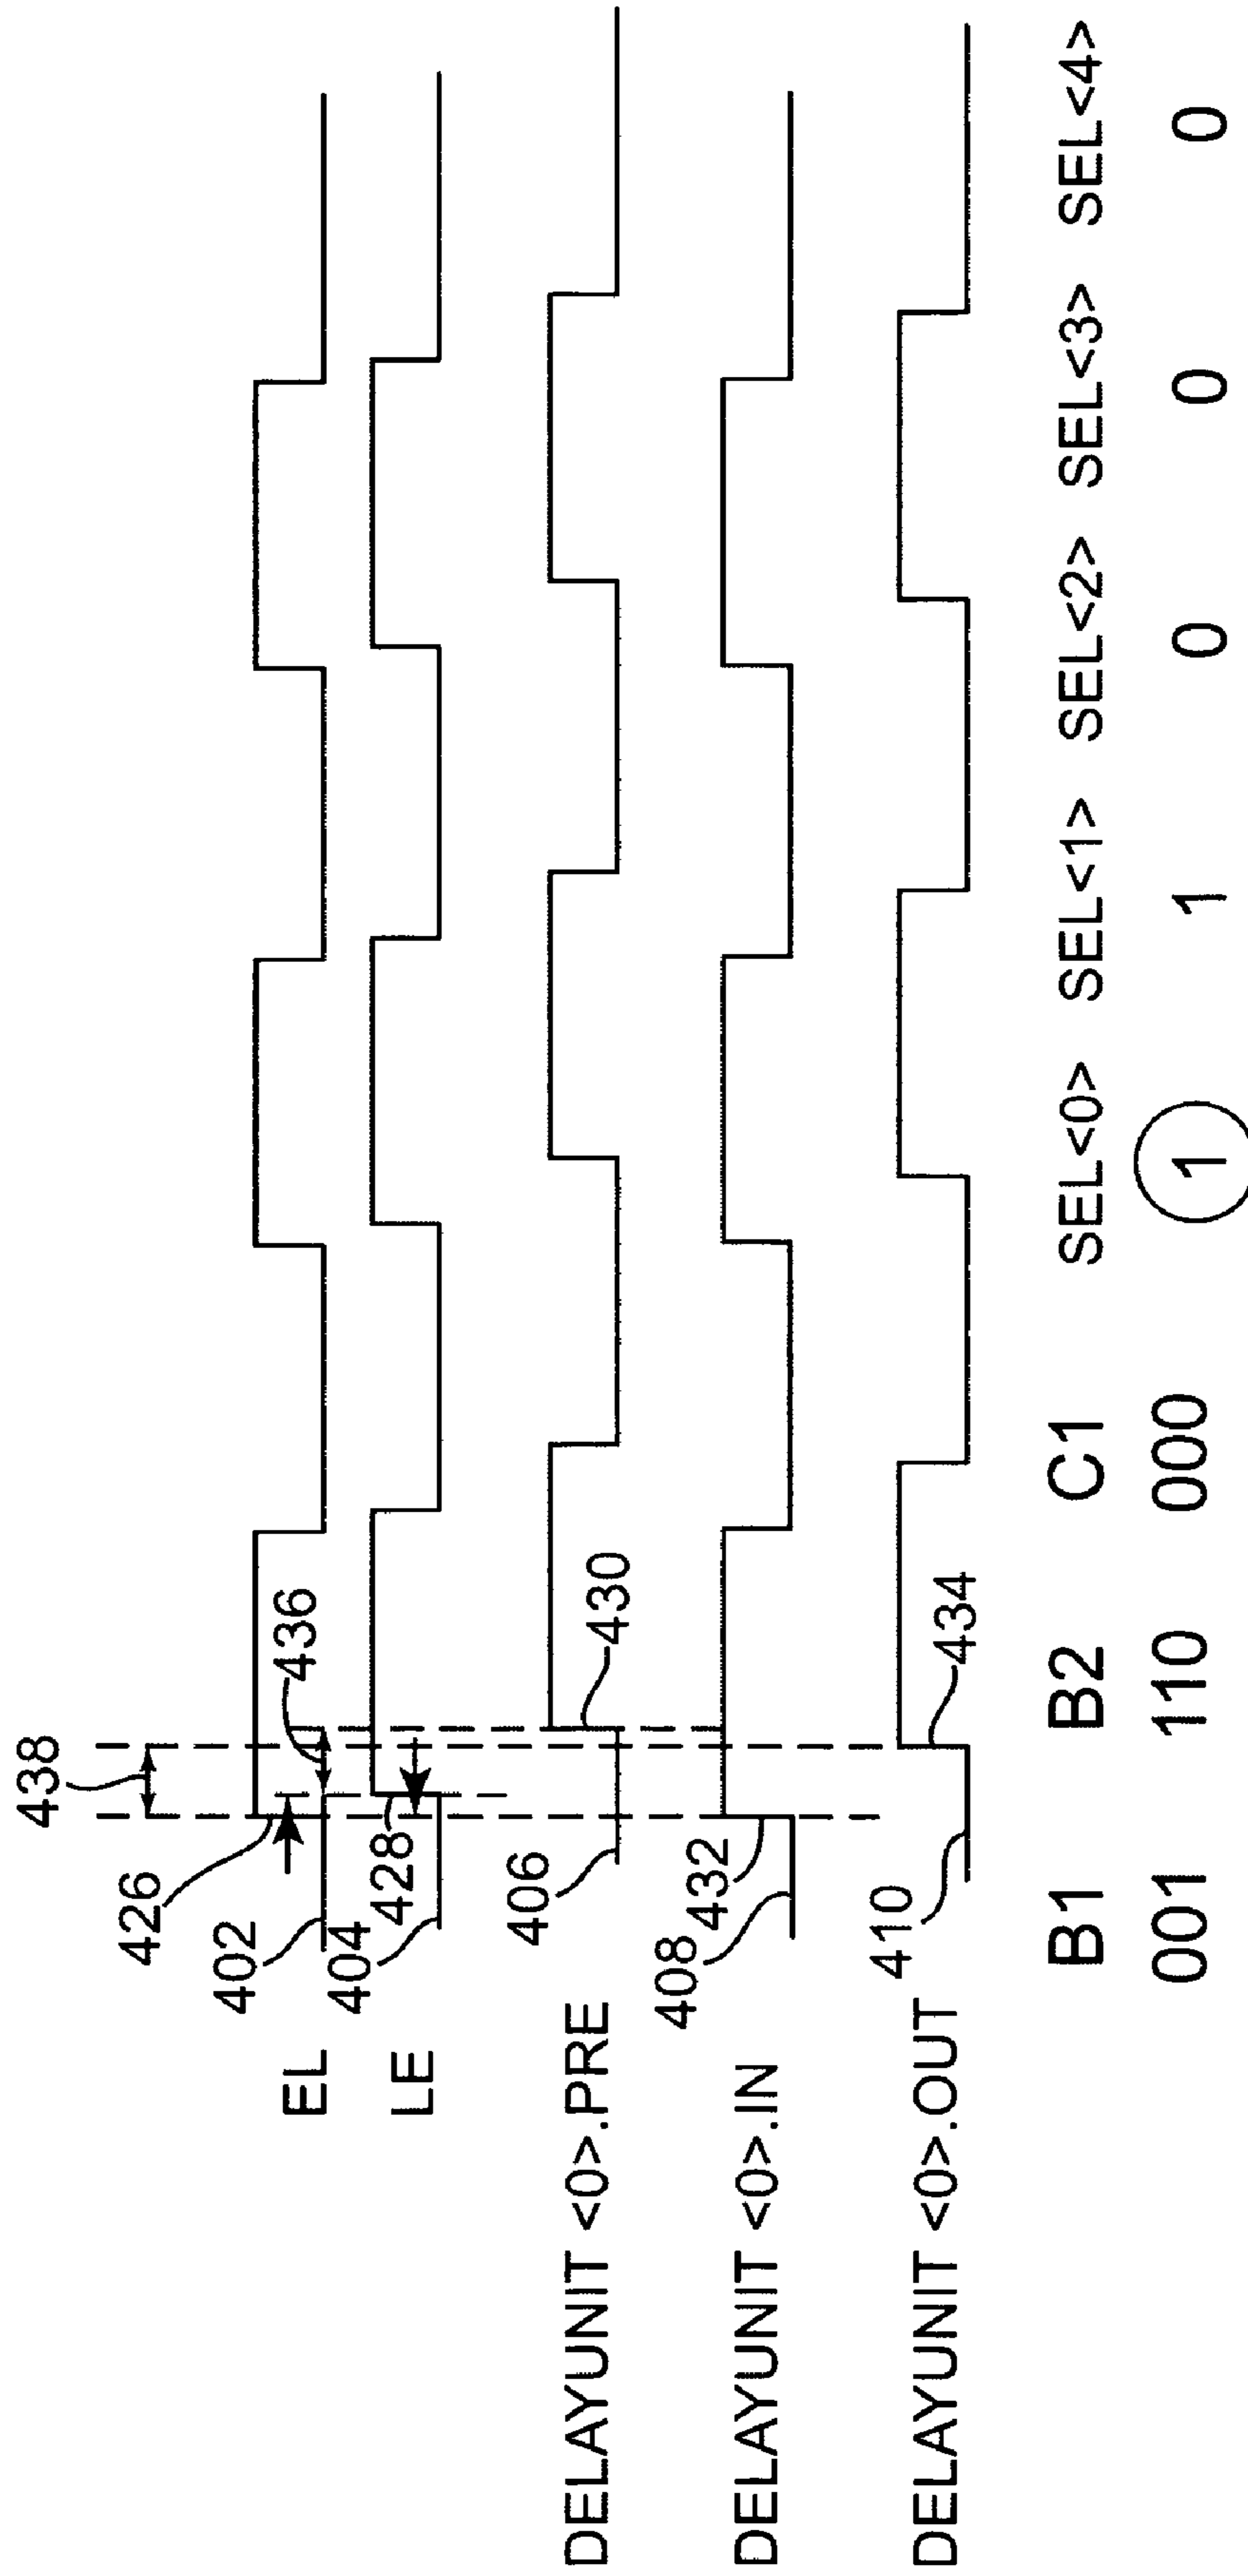 438
426
436
402
EL
428
404
LE
430
406
DELAYUNIT <0>.PRE
432
408
DELAYUNIT <0>.IN
434
410
DELAYUNIT <0>.OUT
B1 B2 C1 SEL<0> SEL<1> SEL<2> SEL<3> SEL<4>
001 110 000 1 1 0 0 0